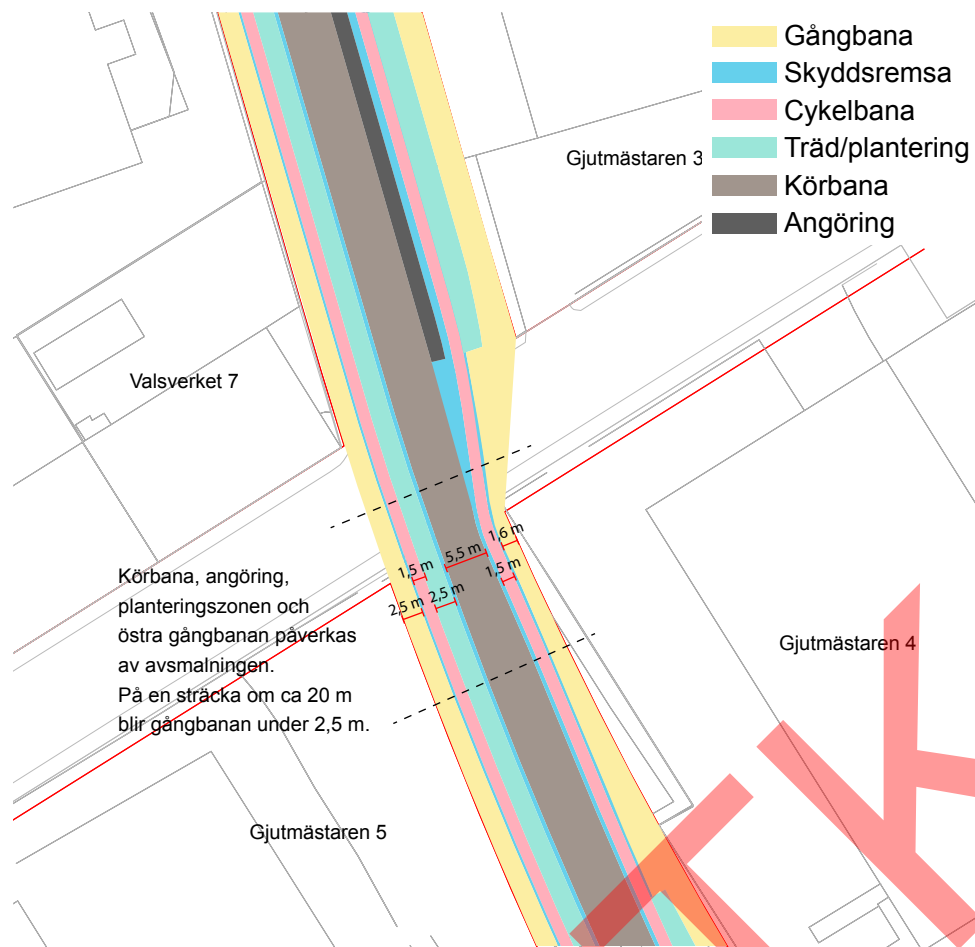 Gångbana
Skyddsremsa
Cykelbana
Träd/plantering
Körbana
Angöring
Gjutmästaren 3
Valsverket 7
1,6 m
5,5 m
1,5 m
1,5 m
2,5 m
2,5 m
Körbana, angöring,
planteringszonen och
östra gångbanan påverkas
av avsmalningen.
På en sträcka om ca 20 m
blir gångbanan under 2,5 m.
Gjutmästaren 4
Gjutmästaren 5